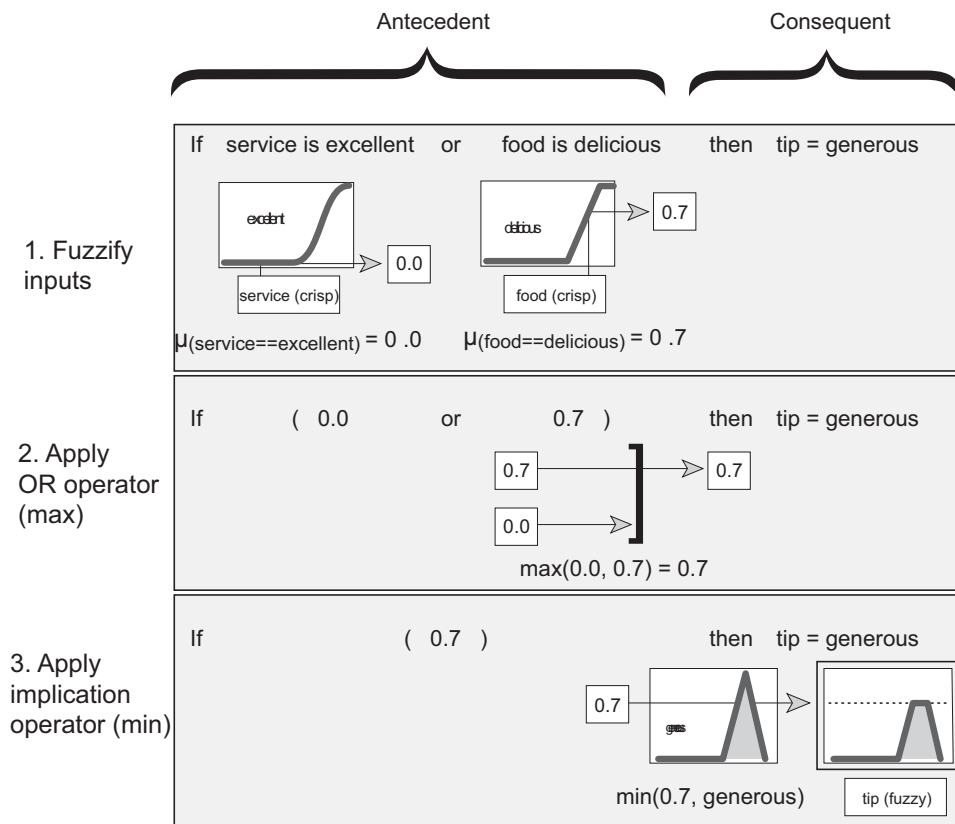 Antecedent
Consequent
If service is excellent or food is delicious then tip = generous
excellent
delicious
0.7
0.0
1. Fuzzify
inputs
service (crisp)
food (crisp)
μ(service==excellent) = 0 .0
μ(food==delicious) = 0 .7
If ( 0.0 or 0.7 ) then tip = generous
2. Apply
OR operator
(max)
0.7
0.7
0.0
max(0.0, 0.7) = 0.7
If ( 0.7 ) then tip = generous
3. Apply
implication
operator (min)
0.7
min(0.7, generous)
tip (fuzzy)